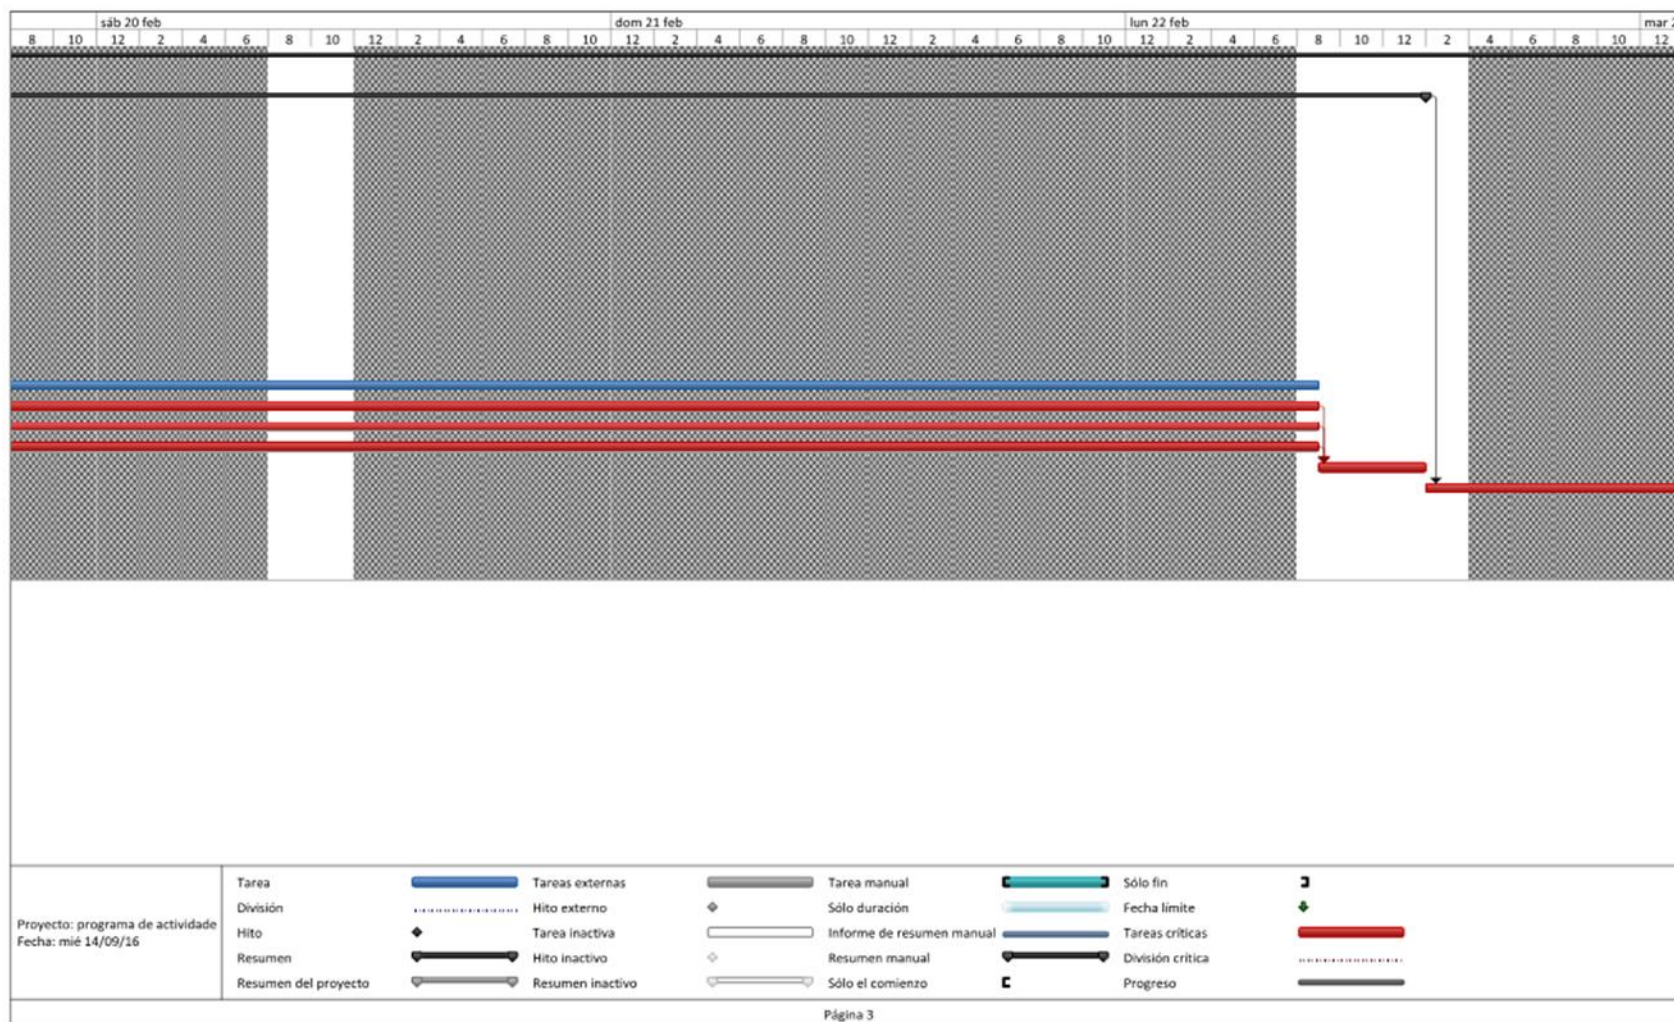 sáb 20 feb dom 21 feb lun 22 feb mar 2
8 10 12 2 4 6 8 10 12 2 4 6 8 10 12 2 4 6 8 10 12 2 4 6 8 10 12 2 4 6 8 10 12 2 4 6 8 10 12
Tarea Tareas externas Tarea manual Sólo fin
División Hito externo Sólo duración Fecha límite
Hito Tarea inactiva Informe de resumen manual Tareas críticas
Resumen Hito inactivo Resumen manual División crítica
Resumen del proyecto Resumen inactivo Sólo el comienzo Progreso
Proyecto: programa de actividade
Fecha: mié 14/09/16
Página 3